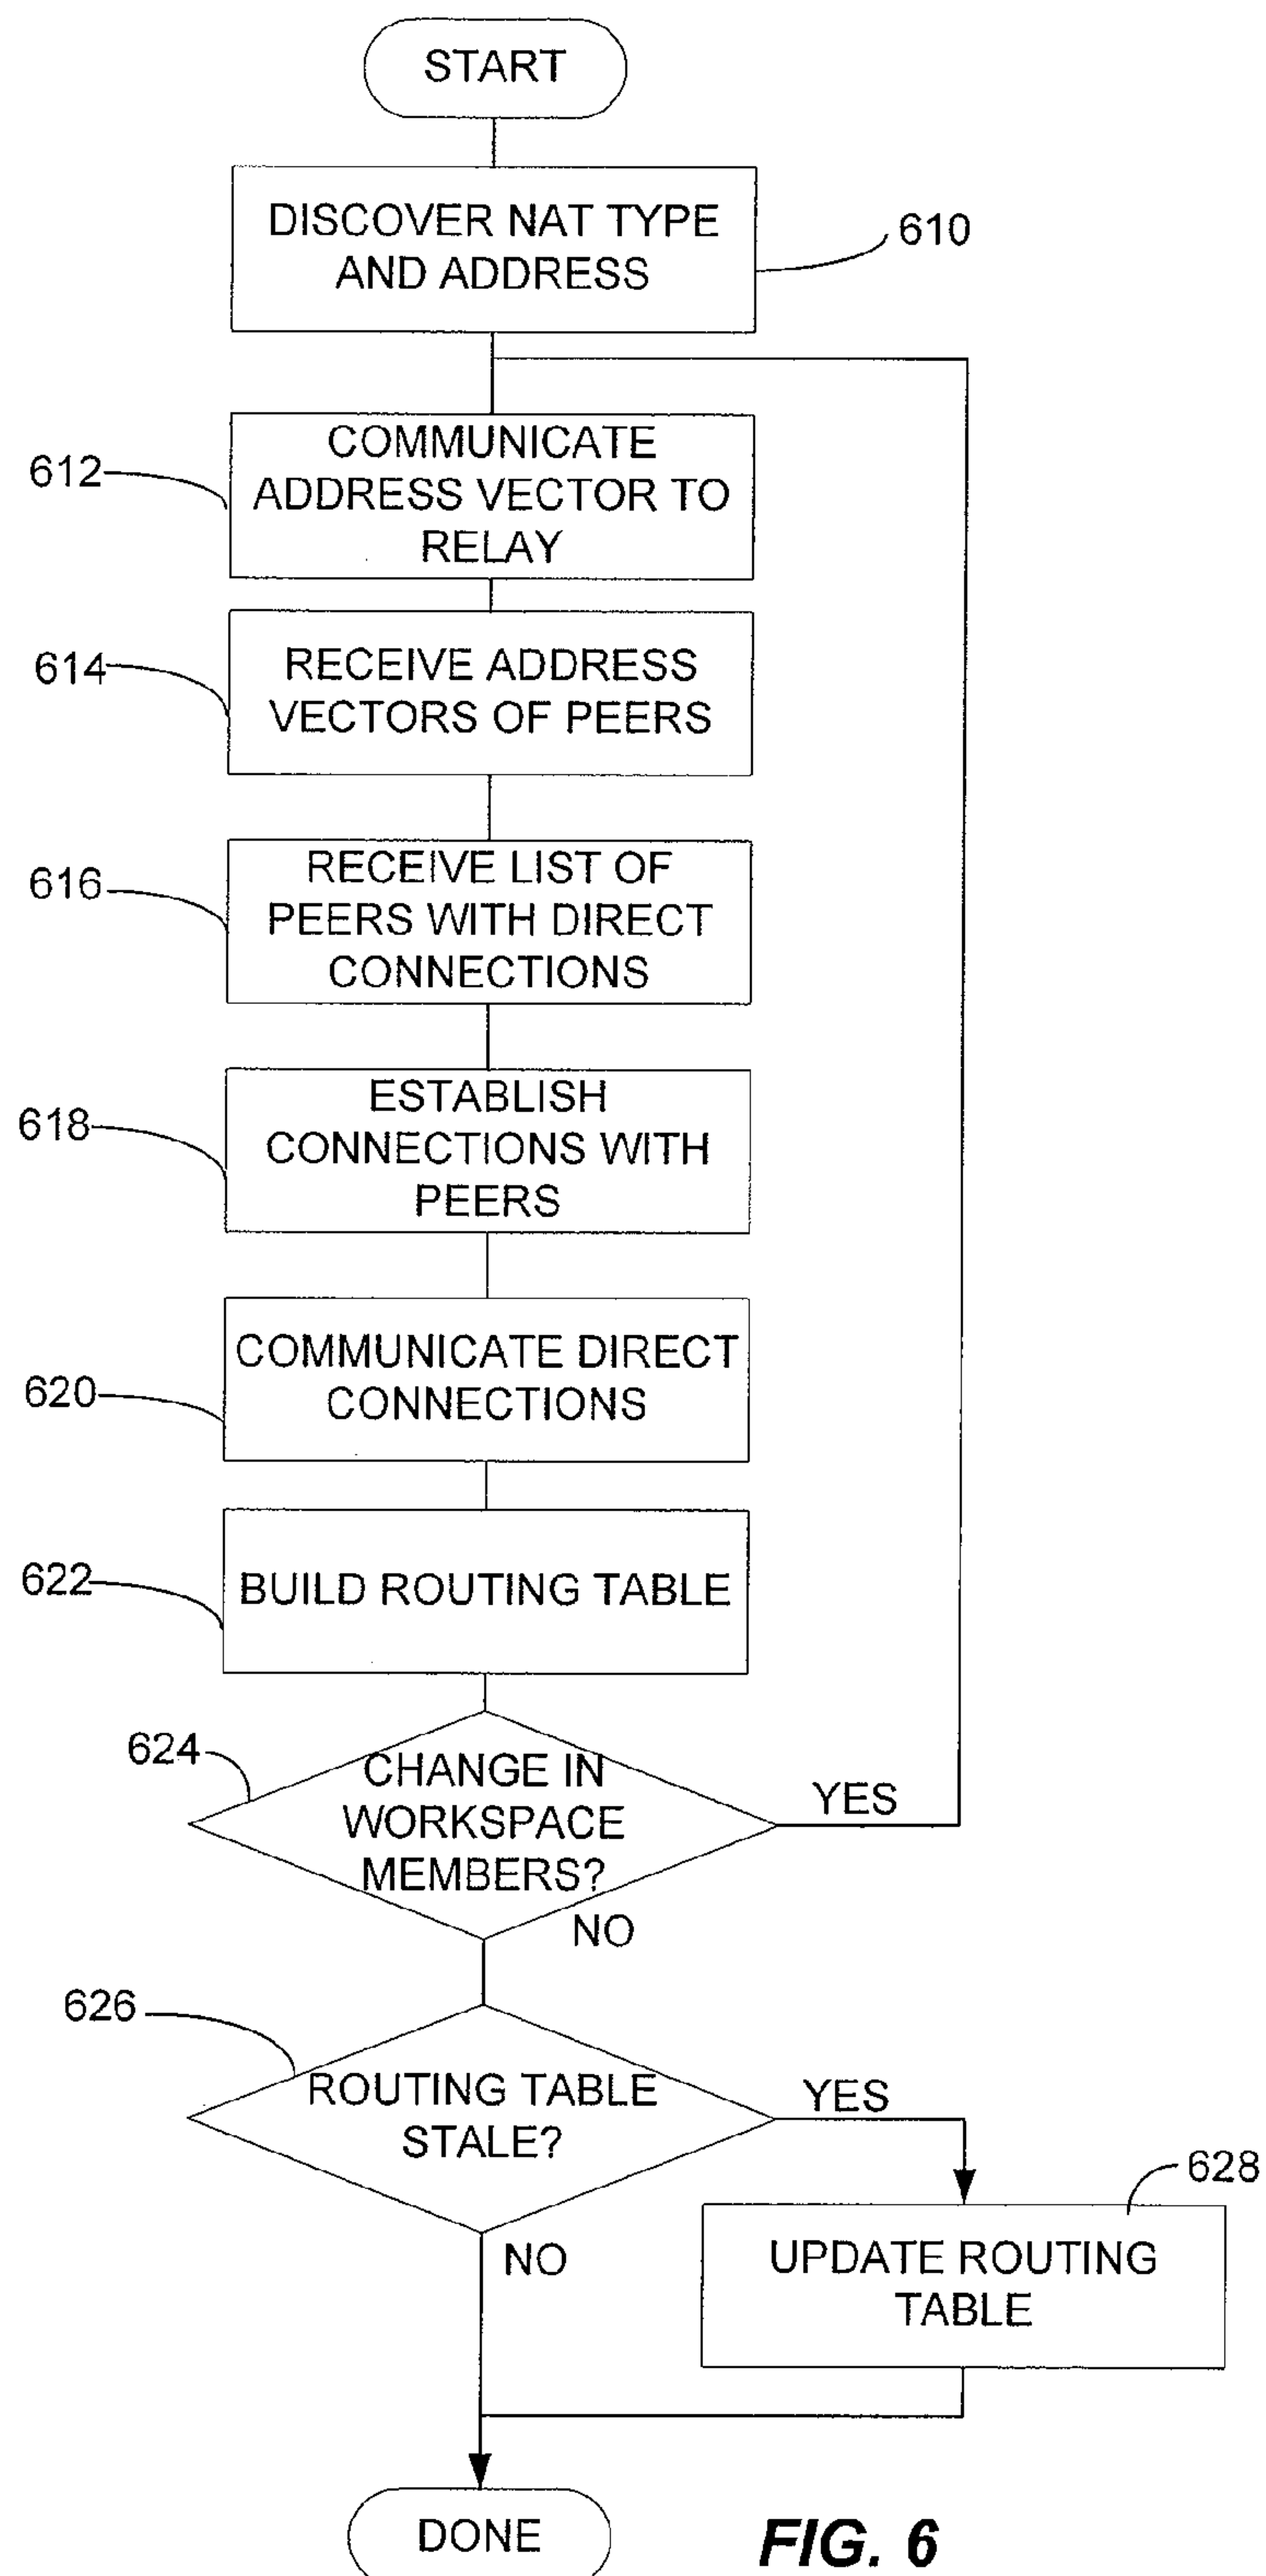 START
DISCOVER NAT TYPE
AND ADDRESS
610
COMMUNICATE
ADDRESS VECTOR TO
RELAY
612
RECEIVE ADDRESS
VECTORS OF PEERS
614
RECEIVE LIST OF
PEERS WITH DIRECT
CONNECTIONS
616
ESTABLISH
CONNECTIONS WITH
PEERS
618
COMMUNICATE DIRECT
CONNECTIONS
620
BUILD ROUTING TABLE
622
624
CHANGE IN
WORKSPACE
MEMBERS?
YES
NO
626
ROUTING TABLE
STALE?
YES
NO
628
UPDATE ROUTING
TABLE
DONE
FIG. 6